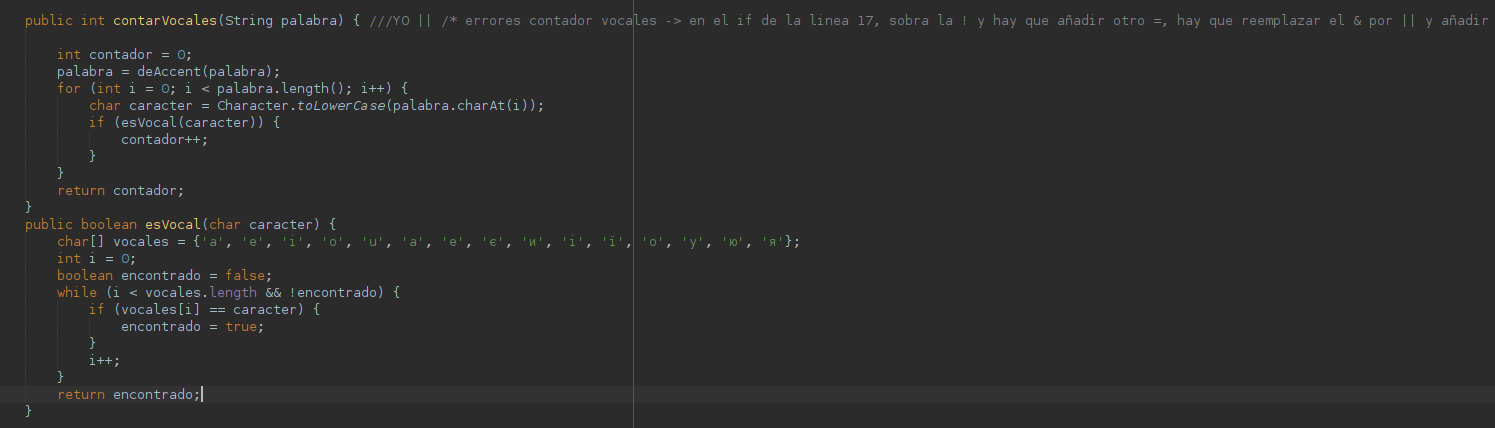 public int contarVocales(String palabra) { ///YO || /* errores contador vocales -> en el if de la linea 17, sobra la ! y hay que añadir otro =, hay que reemplazar el & por || y añadir
int contador = 0;
palabra = deAccent(palabra);
for (int i = 0; i < palabra.length(); i++) {
char caracter = Character.toLowerCase(palabra.charAt(i));
if (esVocal(caracter)) {
contador++;
}
}
return contador;
}
public boolean esVocal(char caracter) {
char[] vocales = {'a', 'e', 'i', 'o', 'u', 'а', 'е', 'є', 'и', 'і', 'ї', 'о', 'у', 'ю', 'я'};
int i = 0;
boolean encontrado = false;
while (i < vocales.length && !encontrado) {
if (vocales[i] == caracter) {
encontrado = true;
}
i++;
}
return encontrado;
}